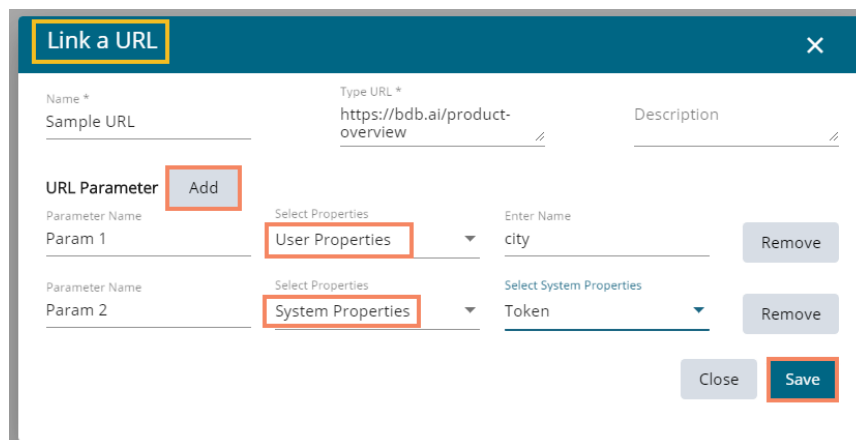 Link a URL
Name *
Sample URL
Type URL *
https://bdb.ai/product-
overview
Description
URL Parameter Add
Parameter Name Select Properties Enter Name
Param 1 User Properties city Remove
Parameter Name Select Properties Select System Properties
Param 2 System Properties Token Remove
Close Save